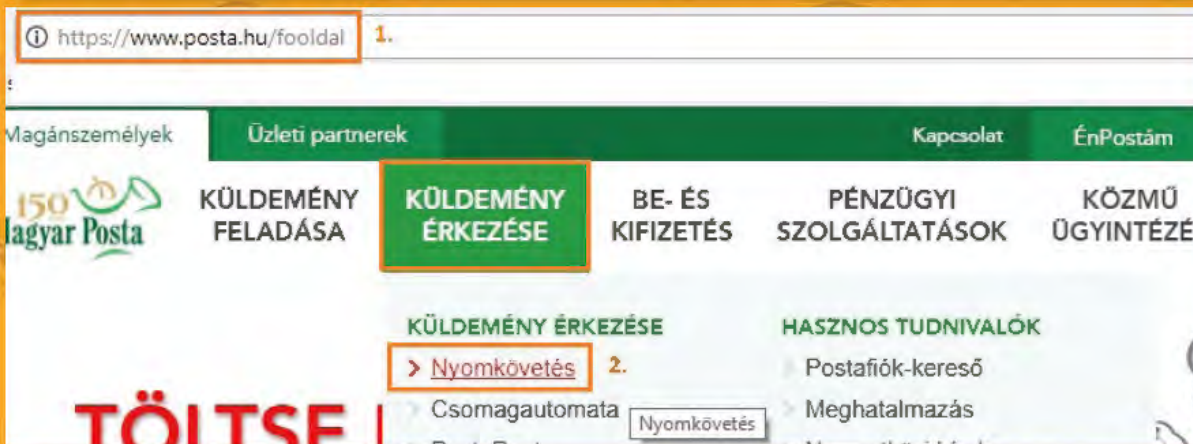 https://www.posta.hu/fooldal 1.
Magánszemélyek Üzleti partnerek Kapcsolat ÉnPostám
150 Magyar Posta
KÜLDEMÉNY FELADÁSA
KÜLDEMÉNY ÉRKEZÉSE
BE- ÉS KIFIZETÉS
PÉNZÜGYI SZOLGÁLTATÁSOK
KÖZMŰ ÜGYINTÉZÉ
KÜLDEMÉNY ÉRKEZÉSE HASZNOS TUDNIVALÓK
Nyomkövetés 2. Postafiók-kereső
Csomagautomata Meghatalmazás
Nyomkövetés
TÖLTSE